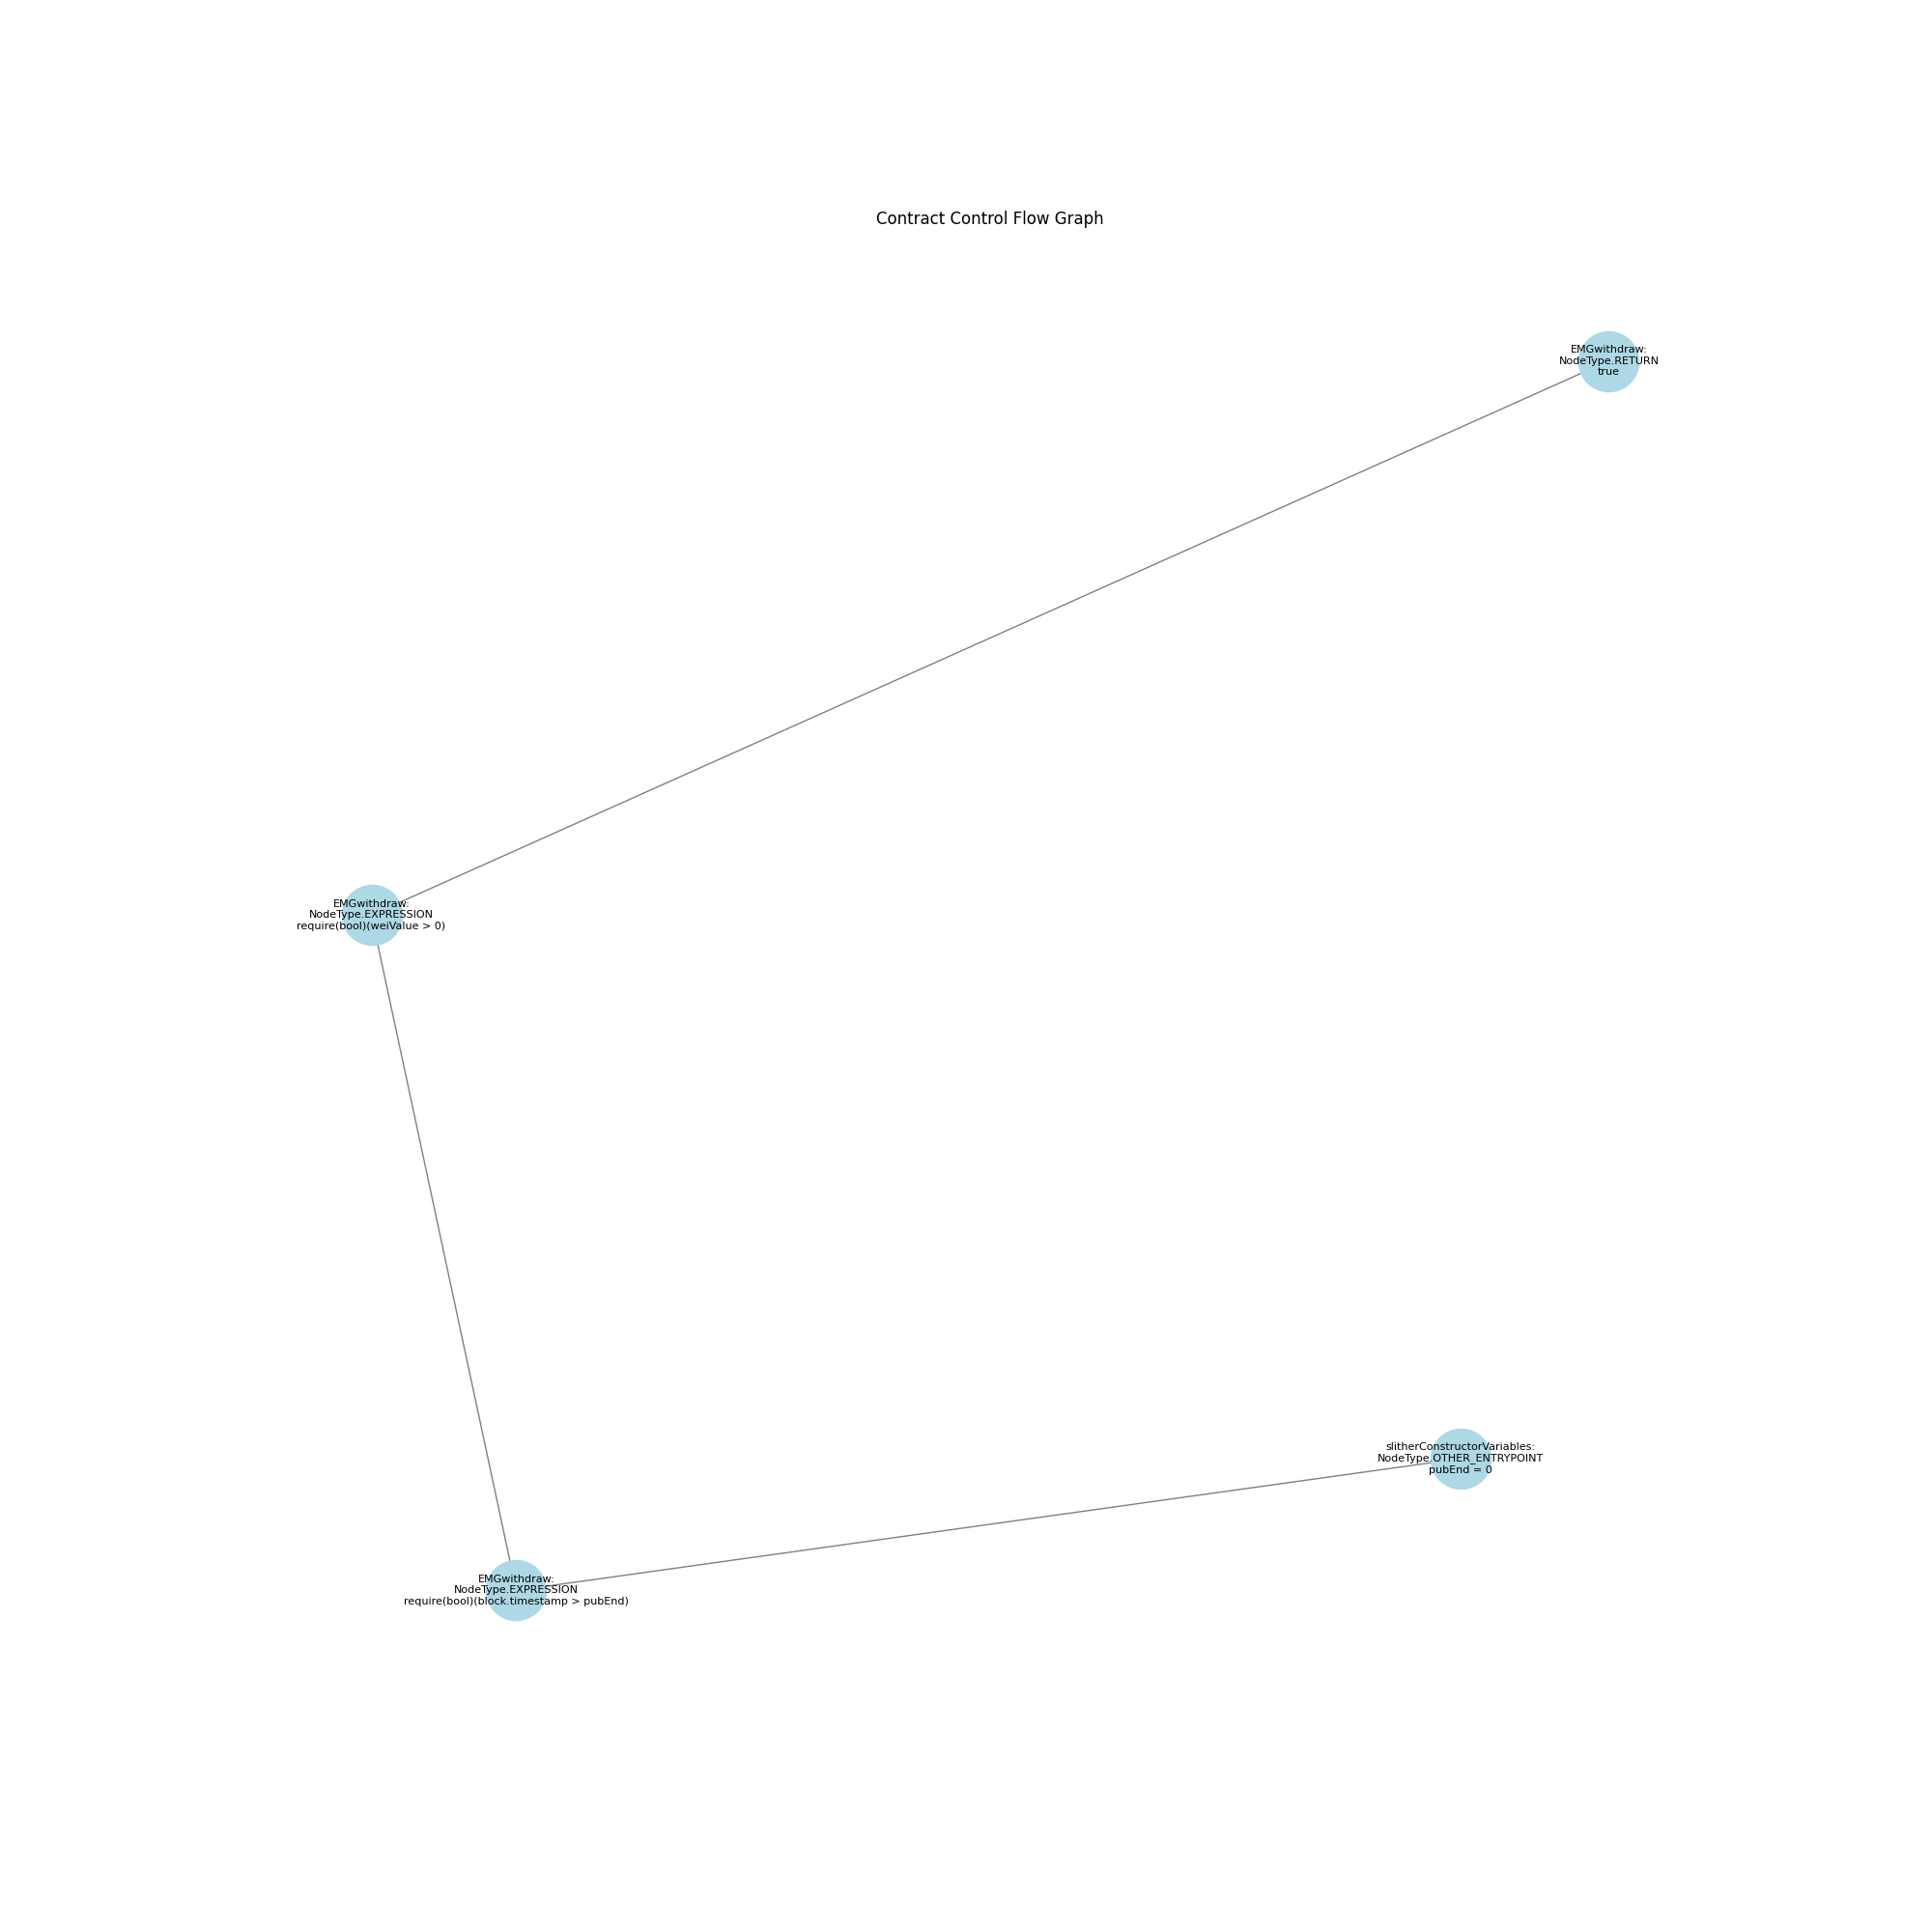 Contract Control Flow Graph
EMGwithdraw:
NodeType.RETURN
true
EMGwithdraw:
NodeType.EXPRESSION
require(bool)(weiValue > 0)
slitherConstructorVariables:
NodeType.OTHER_ENTRYPOINT
pubEnd = 0
EMGwithdraw:
NodeType.EXPRESSION
require(bool)(block.timestamp > pubEnd)